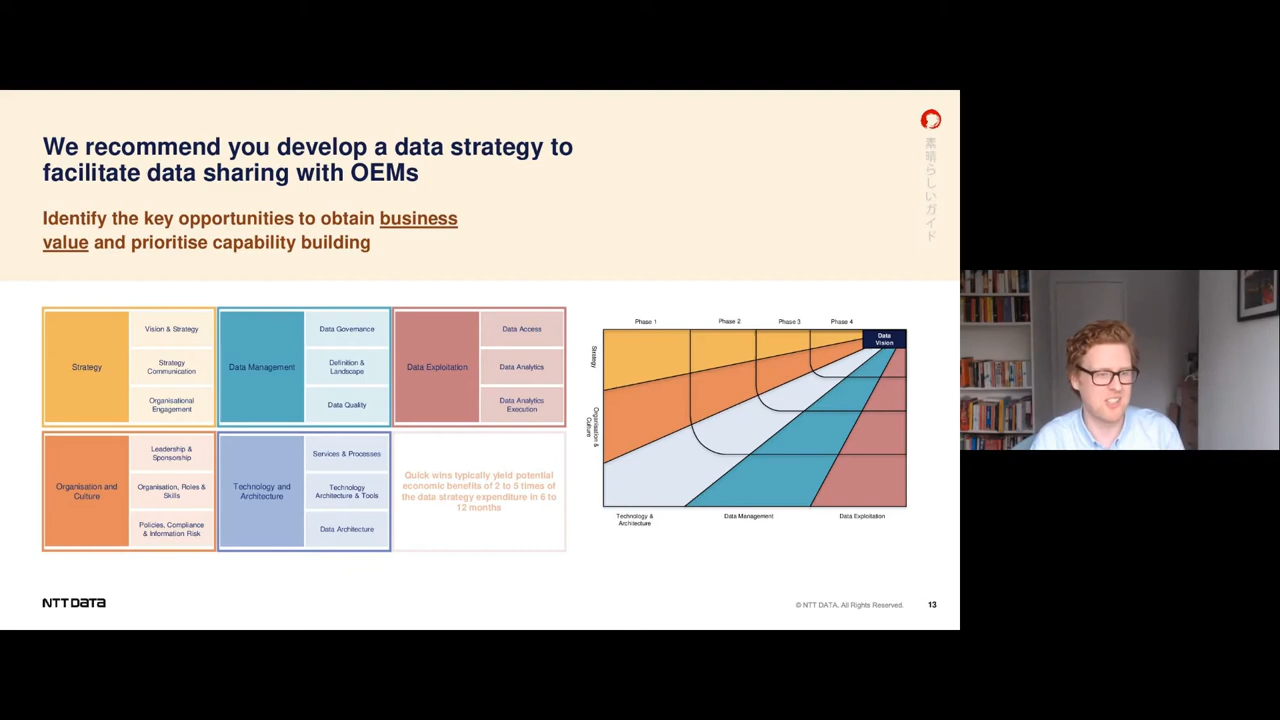 We recommend you develop a data strategy to
facilitate data sharing with OEMs
Identify the key opportunities to obtain business
value and prioritise capability building
素晴らしいガイド
Strategy
Vision & Strategy
Strategy
Communication
Organisational
Engagement
Data Management
Data Governance
Definition &
Landscape
Data Quality
Data Exploitation
Data Access
Data Analytics
Data Analytics
Execution
Organisation and
Culture
Leadership &
Sponsorship
Organisation, Roles &
Skills
Policies, Compliance
& Information Risk
Technology and
Architecture
Services & Processes
Technology
Architecture & Tools
Data Architecture
Quick wins typically yield potential
economic benefits of 2 to 5 times of
the data strategy expenditure in 6 to
12 months
Phase 1
Phase 2
Phase 3
Phase 4
Data
Vision
Strategy
Organisation &
Culture
Technology &
Architecture
Data Management
Data Exploitation
NTT DATA
© NTT DATA. All Rights Reserved.
13